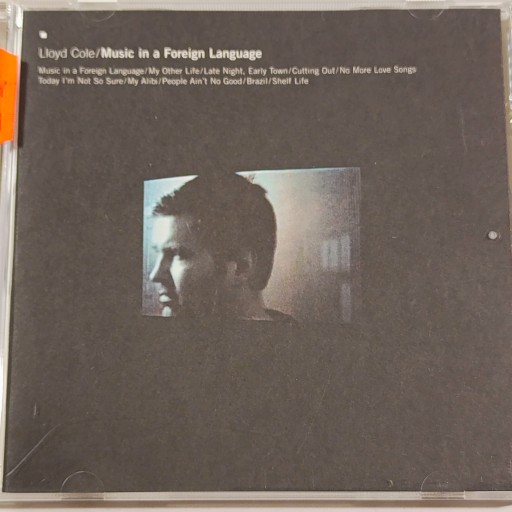 Lloyd Cole/Music in a Foreign Language
Music in a Foreign Language/My Other Life/Late Night, Early Town/Cutting Out/No More Love Songs
Today I'm Not So Sure/My Alibi/People Ain't No Good/Brazil/Shelf Life